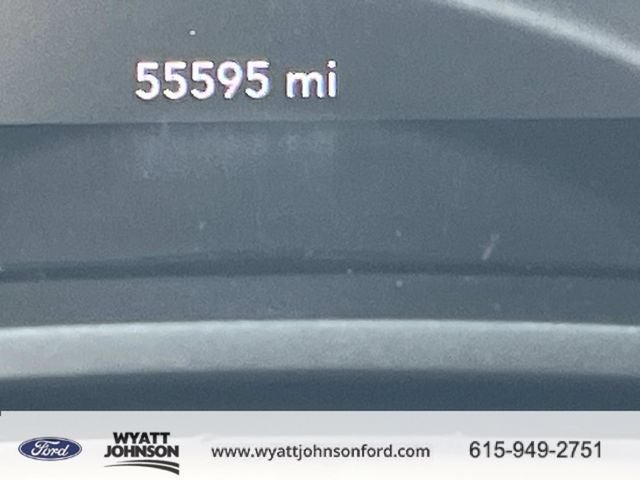 55595 mi
Ford
WYATT
JOHNSON
www.wyattjohnsonford.com
615-949-2751